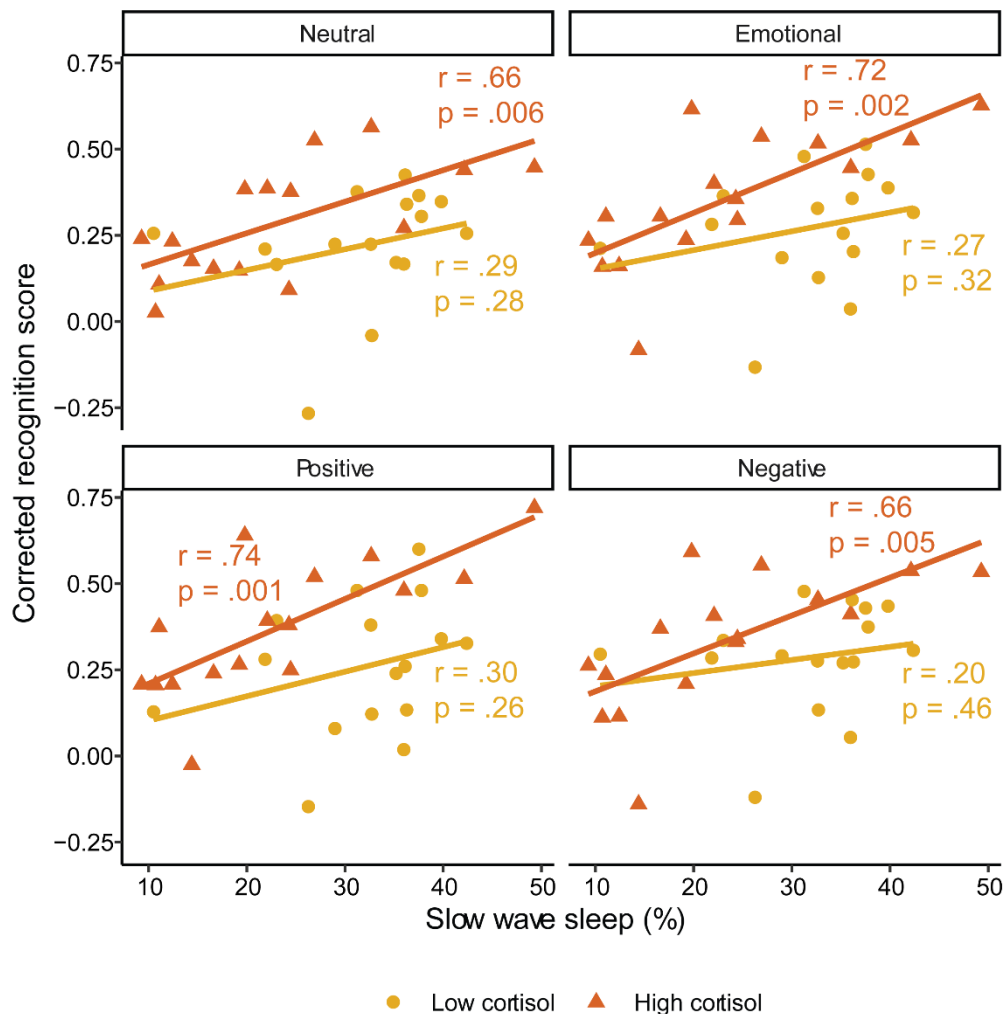 Neutral
Emotional
0.75
0.50
0.25
0.00
−0.25
r = .66
p = .006
r = .29
p = .28
r = .72
p = .002
r = .27
p = .32
Corrected recognition score
Positive
Negative
0.75
0.50
0.25
0.00
−0.25
r = .74
p = .001
r = .30
p = .26
r = .66
p = .005
r = .20
p = .46
10 20 30 40 50
10 20 30 40 50
Slow wave sleep (%)
Low cortisol High cortisol